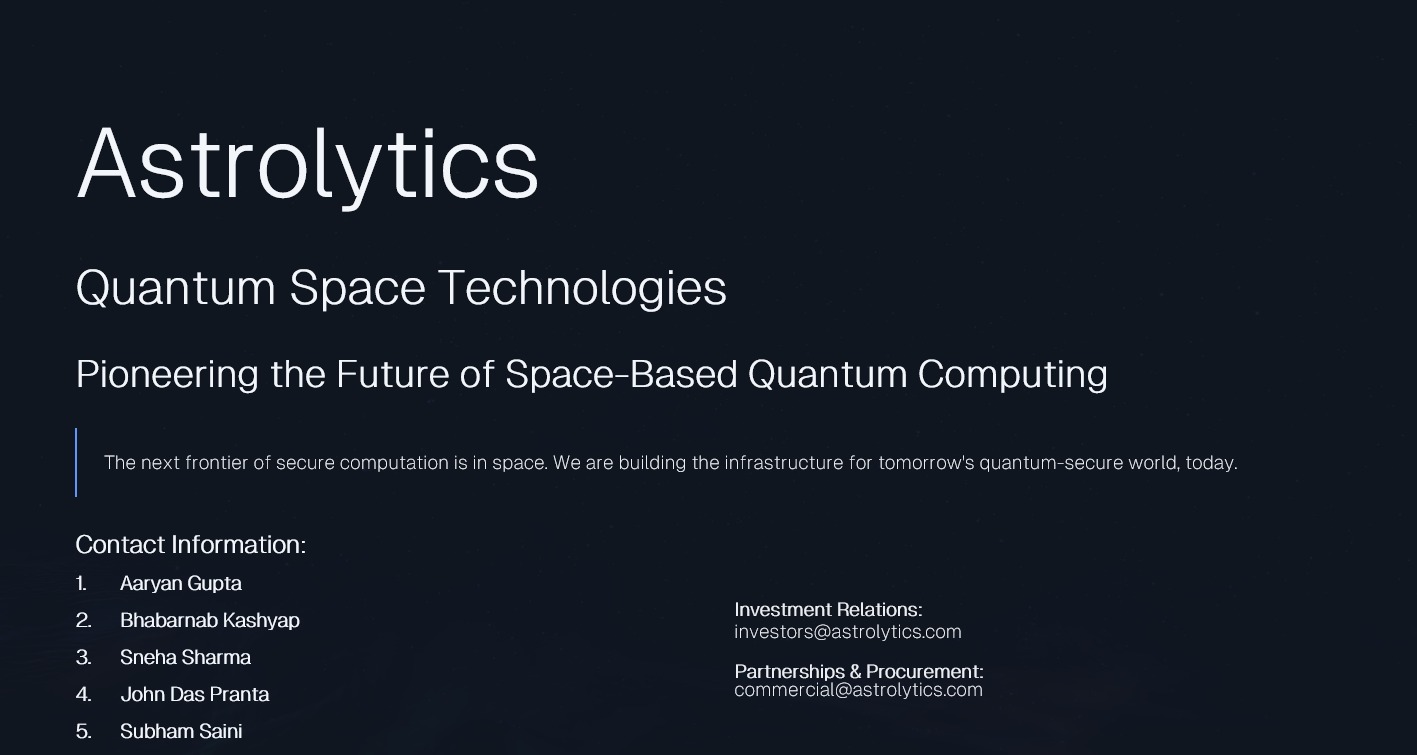 Astrolytics
Quantum Space Technologies
Pioneering the Future of Space-Based Quantum Computing
The next frontier of secure computation is in space. We are building the infrastructure for tomorrow's quantum-secure world, today.
Contact Information:
1. Aaryan Gupta
2. Bhabarnab Kashyap
3. Sneha Sharma
4. John Das Pranta
5. Subham Saini
Investment Relations:
investors@astrolytics.com
Partnerships & Procurement:
commercial@astrolytics.com